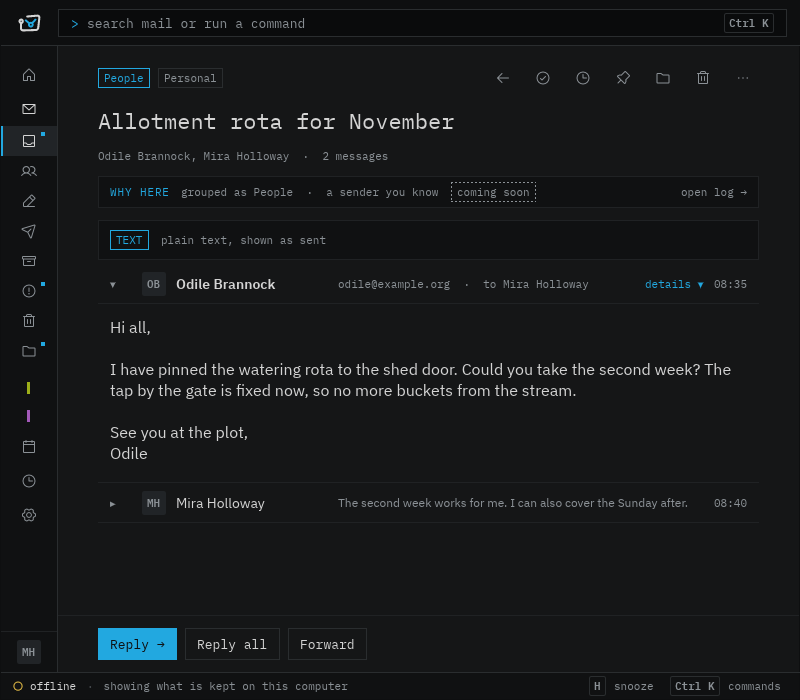 > search mail or run a command Ctrl K
People Personal
Allotment rota for November
Odile Brannock, Mira Holloway · 2 messages
WHY HERE grouped as People · a sender you know coming soon open log →
TEXT plain text, shown as sent
▾ OB Odile Brannock odile@example.org · to Mira Holloway details ▾ 08:35
Hi all,
I have pinned the watering rota to the shed door. Could you take the second week? The
tap by the gate is fixed now, so no more buckets from the stream.
See you at the plot,
Odile
▸ MH Mira Holloway The second week works for me. I can also cover the Sunday after. 08:40
Reply → Reply all Forward
MH
offline · showing what is kept on this computer H snooze Ctrl K commands